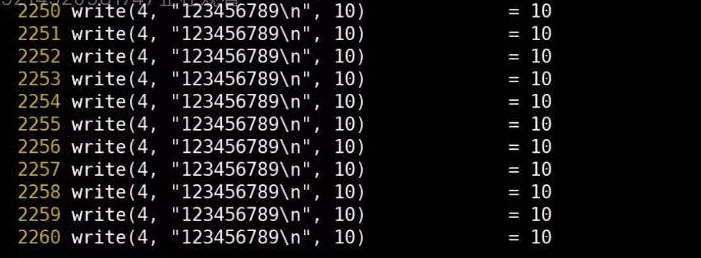 2250 write(4, "123456789\n", 10) = 10
2251 write(4, "123456789\n", 10) = 10
2252 write(4, "123456789\n", 10) = 10
2253 write(4, "123456789\n", 10) = 10
2254 write(4, "123456789\n", 10) = 10
2255 write(4, "123456789\n", 10) = 10
2256 write(4, "123456789\n", 10) = 10
2257 write(4, "123456789\n", 10) = 10
2258 write(4, "123456789\n", 10) = 10
2259 write(4, "123456789\n", 10) = 10
2260 write(4, "123456789\n", 10) = 10